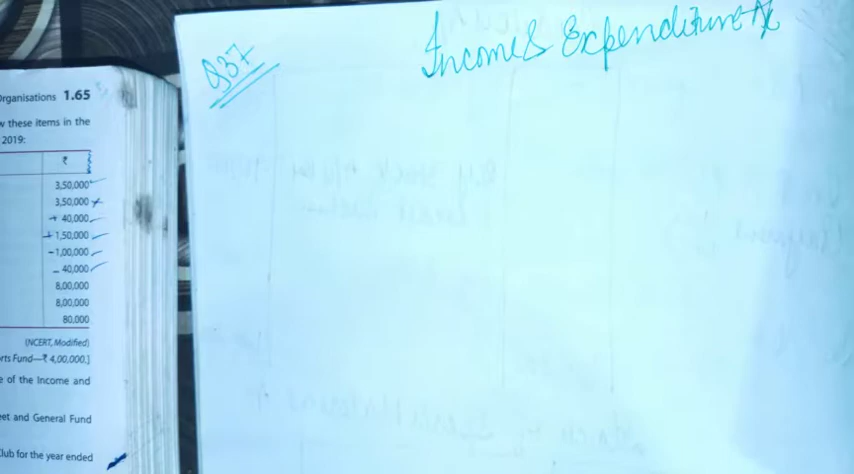 Organisations 1.65
w these items in the
2019:
₹
3,50,000
3,50,000
+ 40,000
+ 1,50,000
- 1,00,000
- 40,000
8,00,000
8,00,000
80,000
(NCERT, Modified)
rts Fund—₹ 4,00,000.]
e of the Income and
eet and General Fund
Club for the year ended
Q37
Income & Expenditure A/c